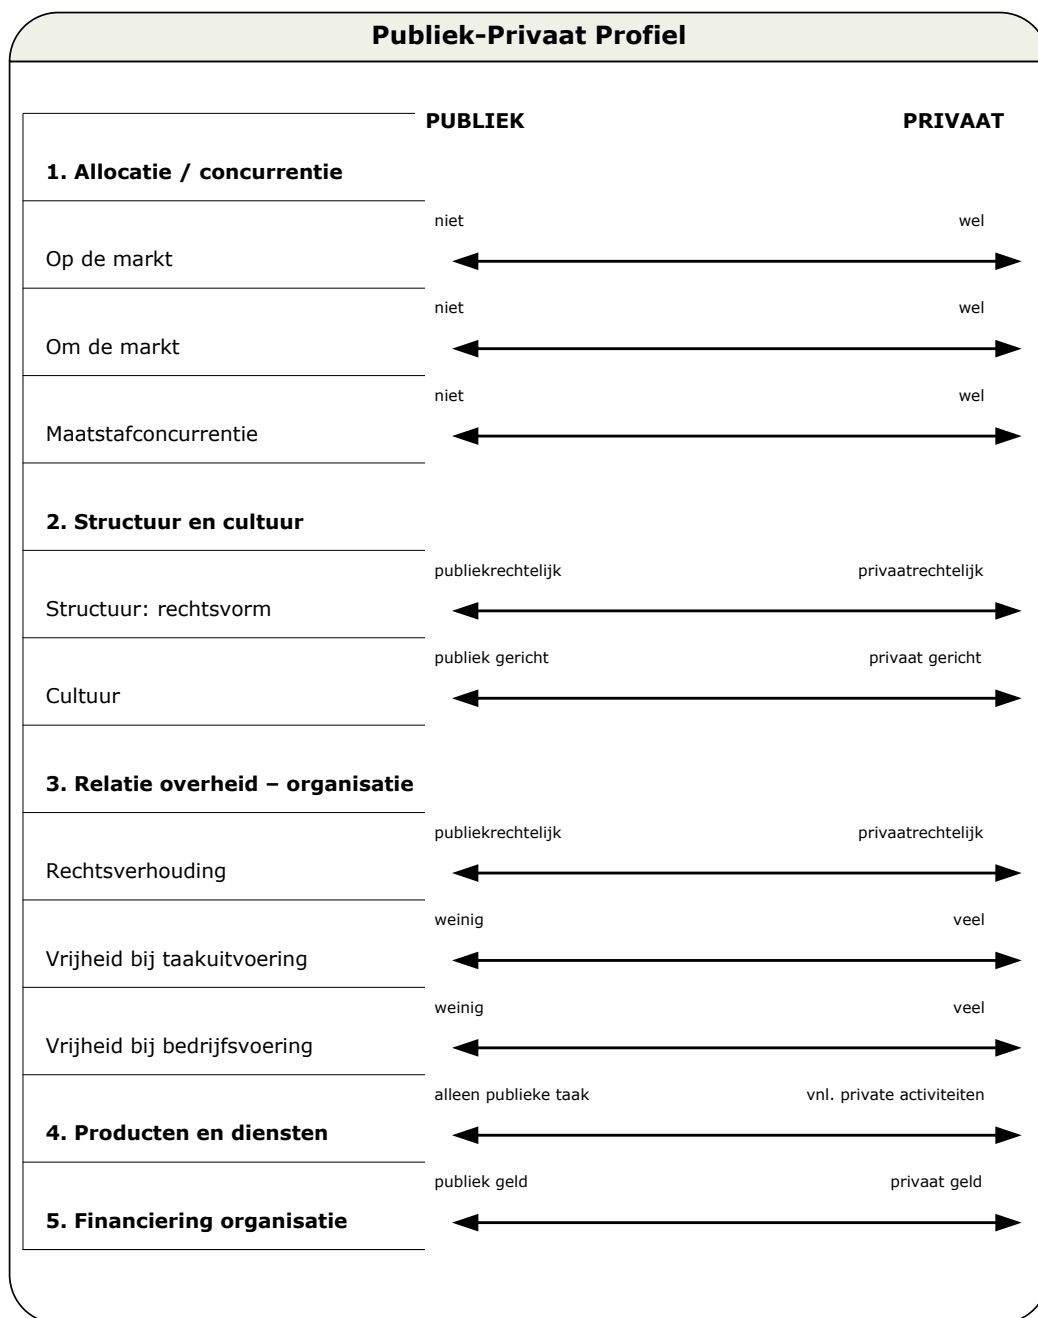 Publiek-Privaat Profiel
PUBLIEK PRIVAAT
1. Allocatie / concurrentie
niet wel
Op de markt
niet wel
Om de markt
niet wel
Maatstafconcurrentie
2. Structuur en cultuur
publiekrechtelijk privaatrechtelijk
Structuur: rechtsvorm
publiek gericht privaat gericht
Cultuur
3. Relatie overheid – organisatie
publiekrechtelijk privaatrechtelijk
Rechtsverhouding
weinig veel
Vrijheid bij taakuitvoering
weinig veel
Vrijheid bij bedrijfsvoering
alleen publieke taak vnl. private activiteiten
4. Producten en diensten
publiek geld privaat geld
5. Financiering organisatie